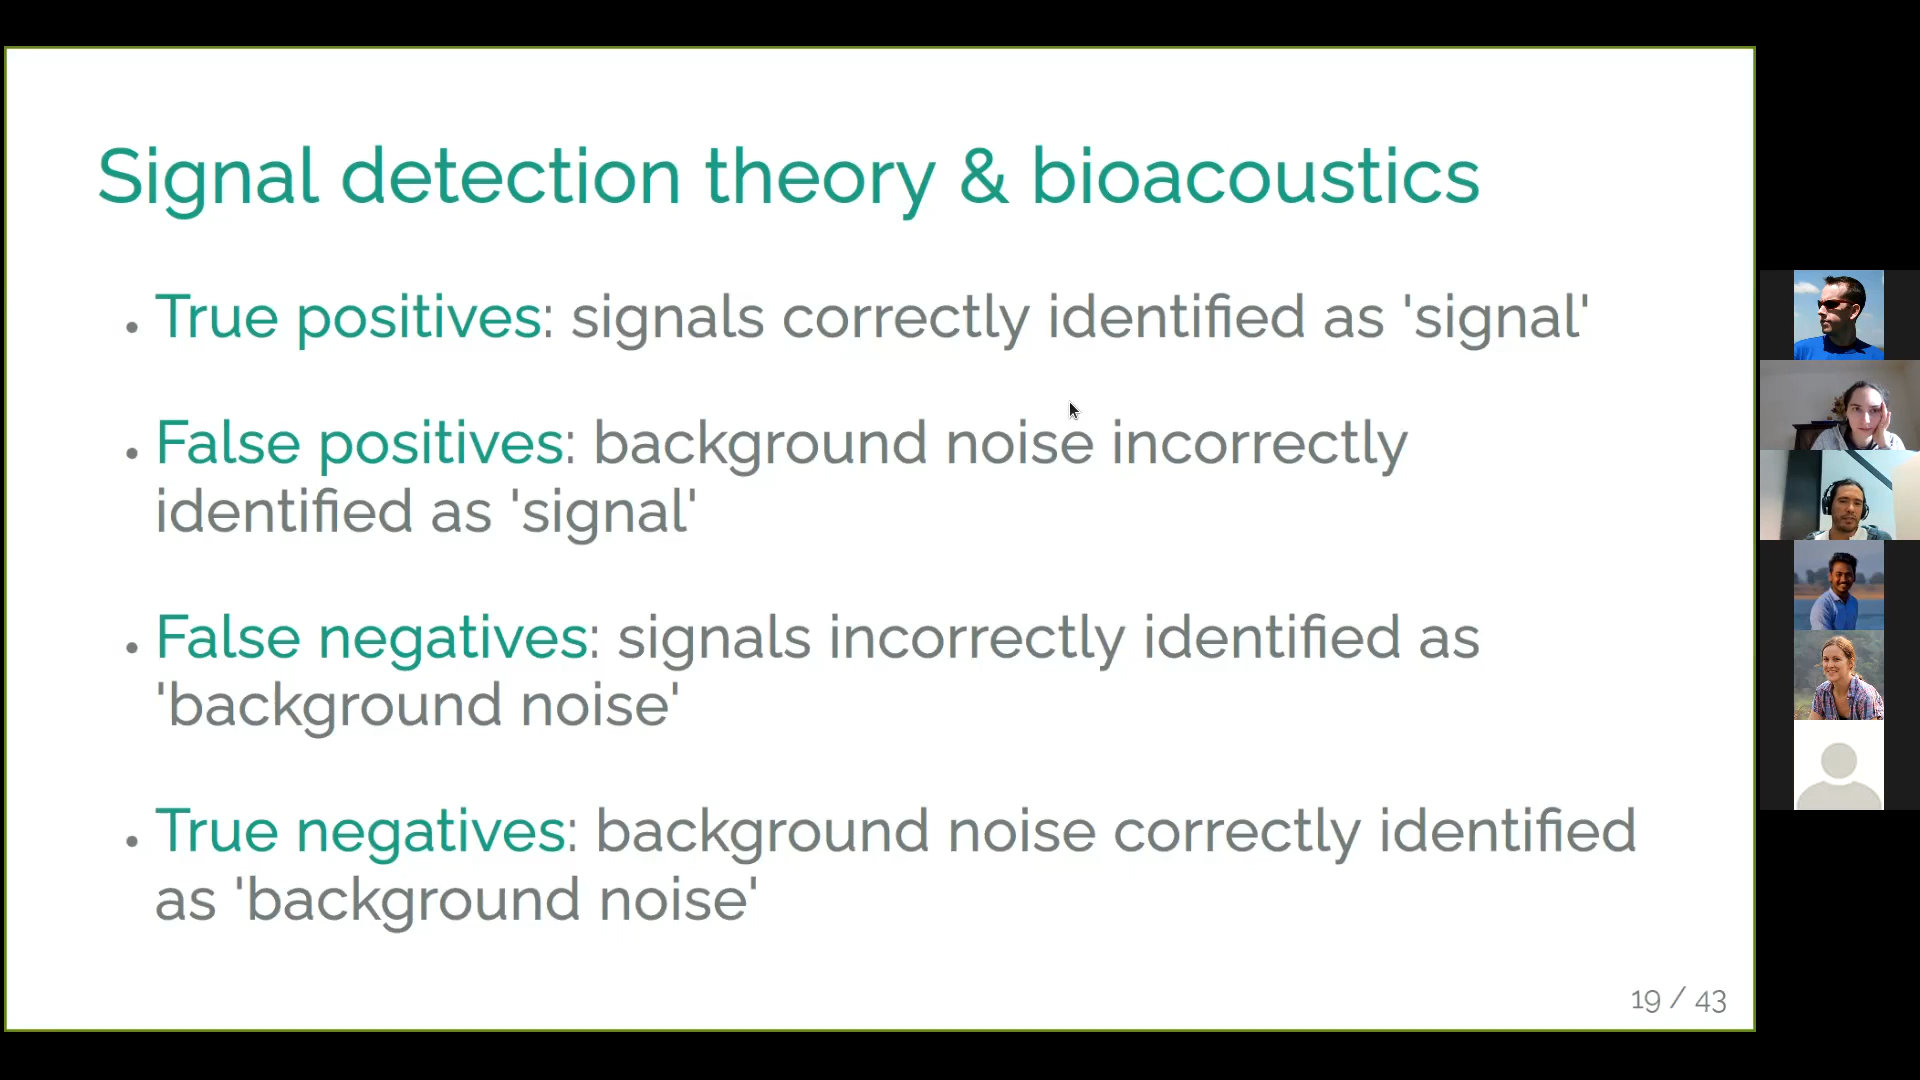 Signal detection theory & bioacoustics
• True positives: signals correctly identified as 'signal'
• False positives: background noise incorrectly
identified as 'signal'
• False negatives: signals incorrectly identified as
'background noise'
• True negatives: background noise correctly identified
as 'background noise'
19 / 43